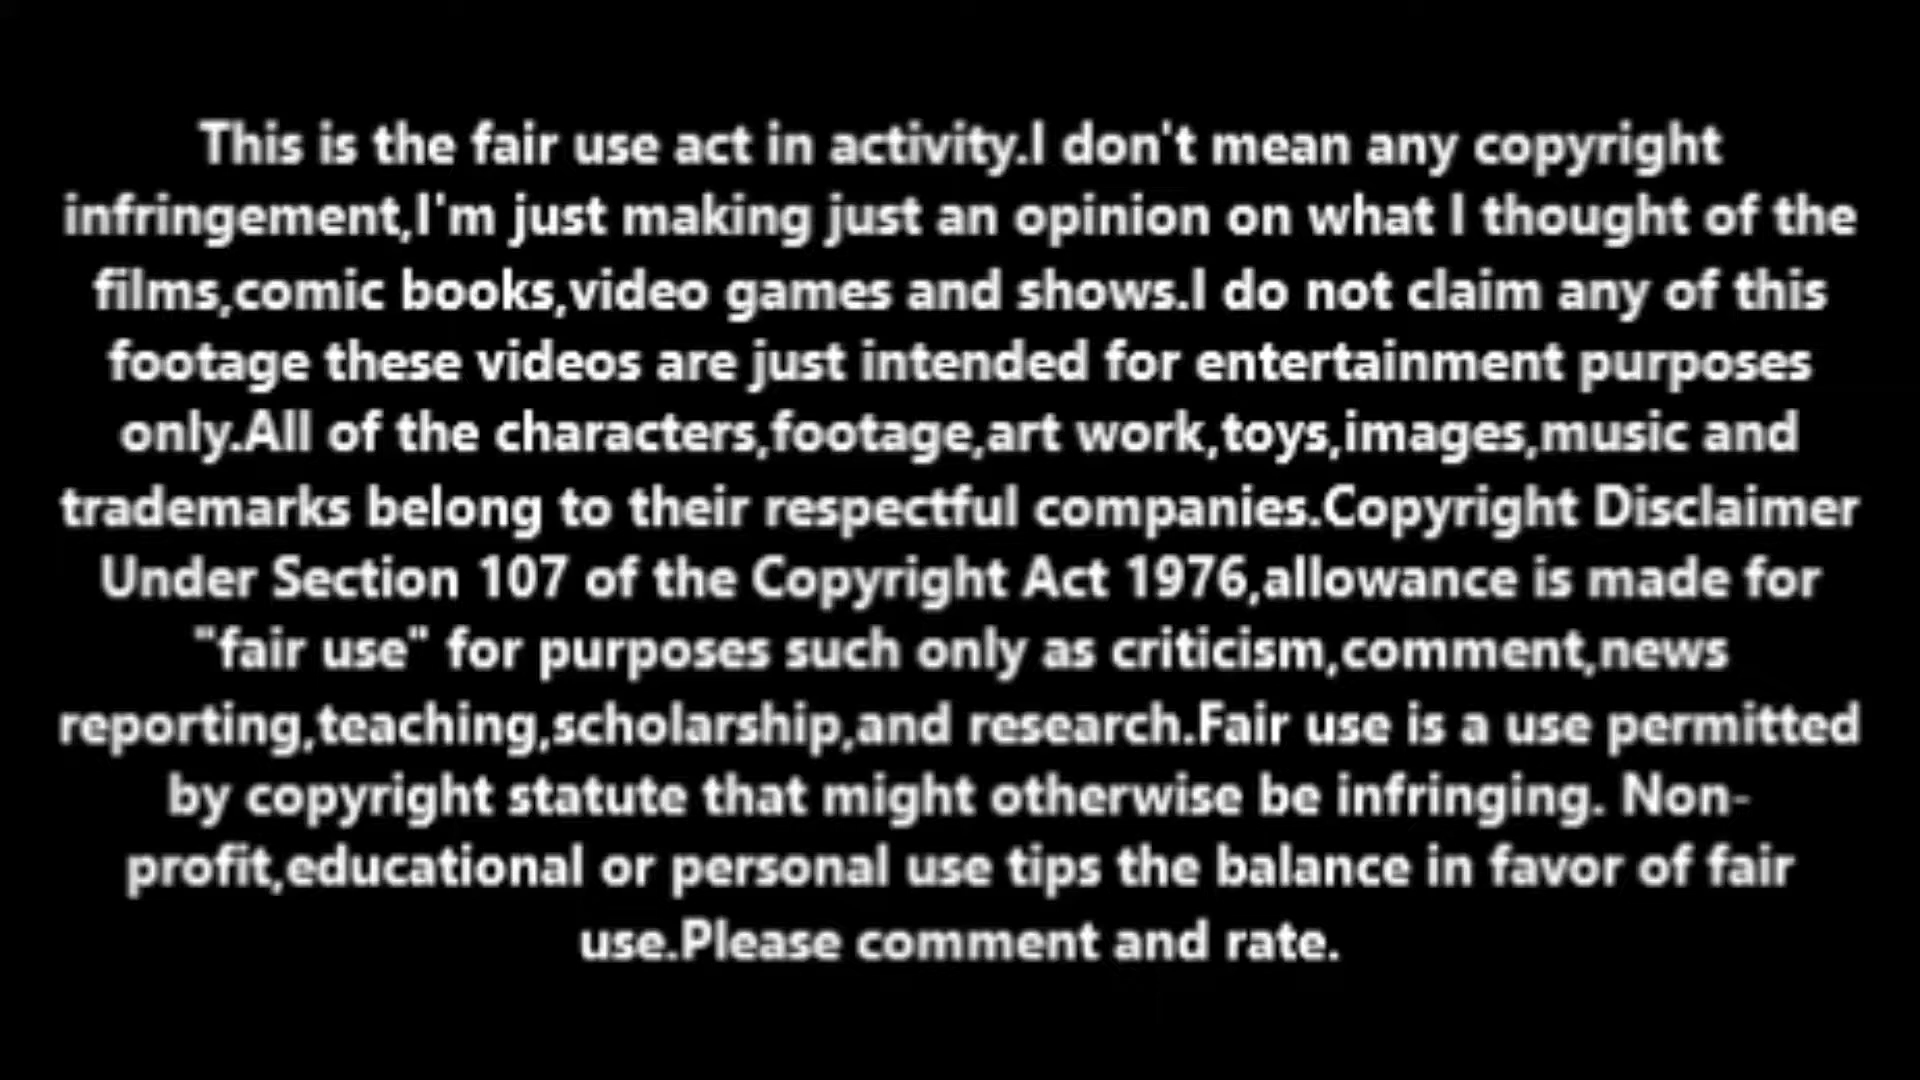 This is the fair use act in activity.I don't mean any copyright
infringement,I'm just making just an opinion on what I thought of the
films,comic books,video games and shows.I do not claim any of this
footage these videos are just intended for entertainment purposes
only.All of the characters,footage,art work,toys,images,music and
trademarks belong to their respectful companies.Copyright Disclaimer
Under Section 107 of the Copyright Act 1976,allowance is made for
"fair use" for purposes such only as criticism,comment,news
reporting,teaching,scholarship,and research.Fair use is a use permitted
by copyright statute that might otherwise be infringing. Non-
profit,educational or personal use tips the balance in favor of fair
use.Please comment and rate.